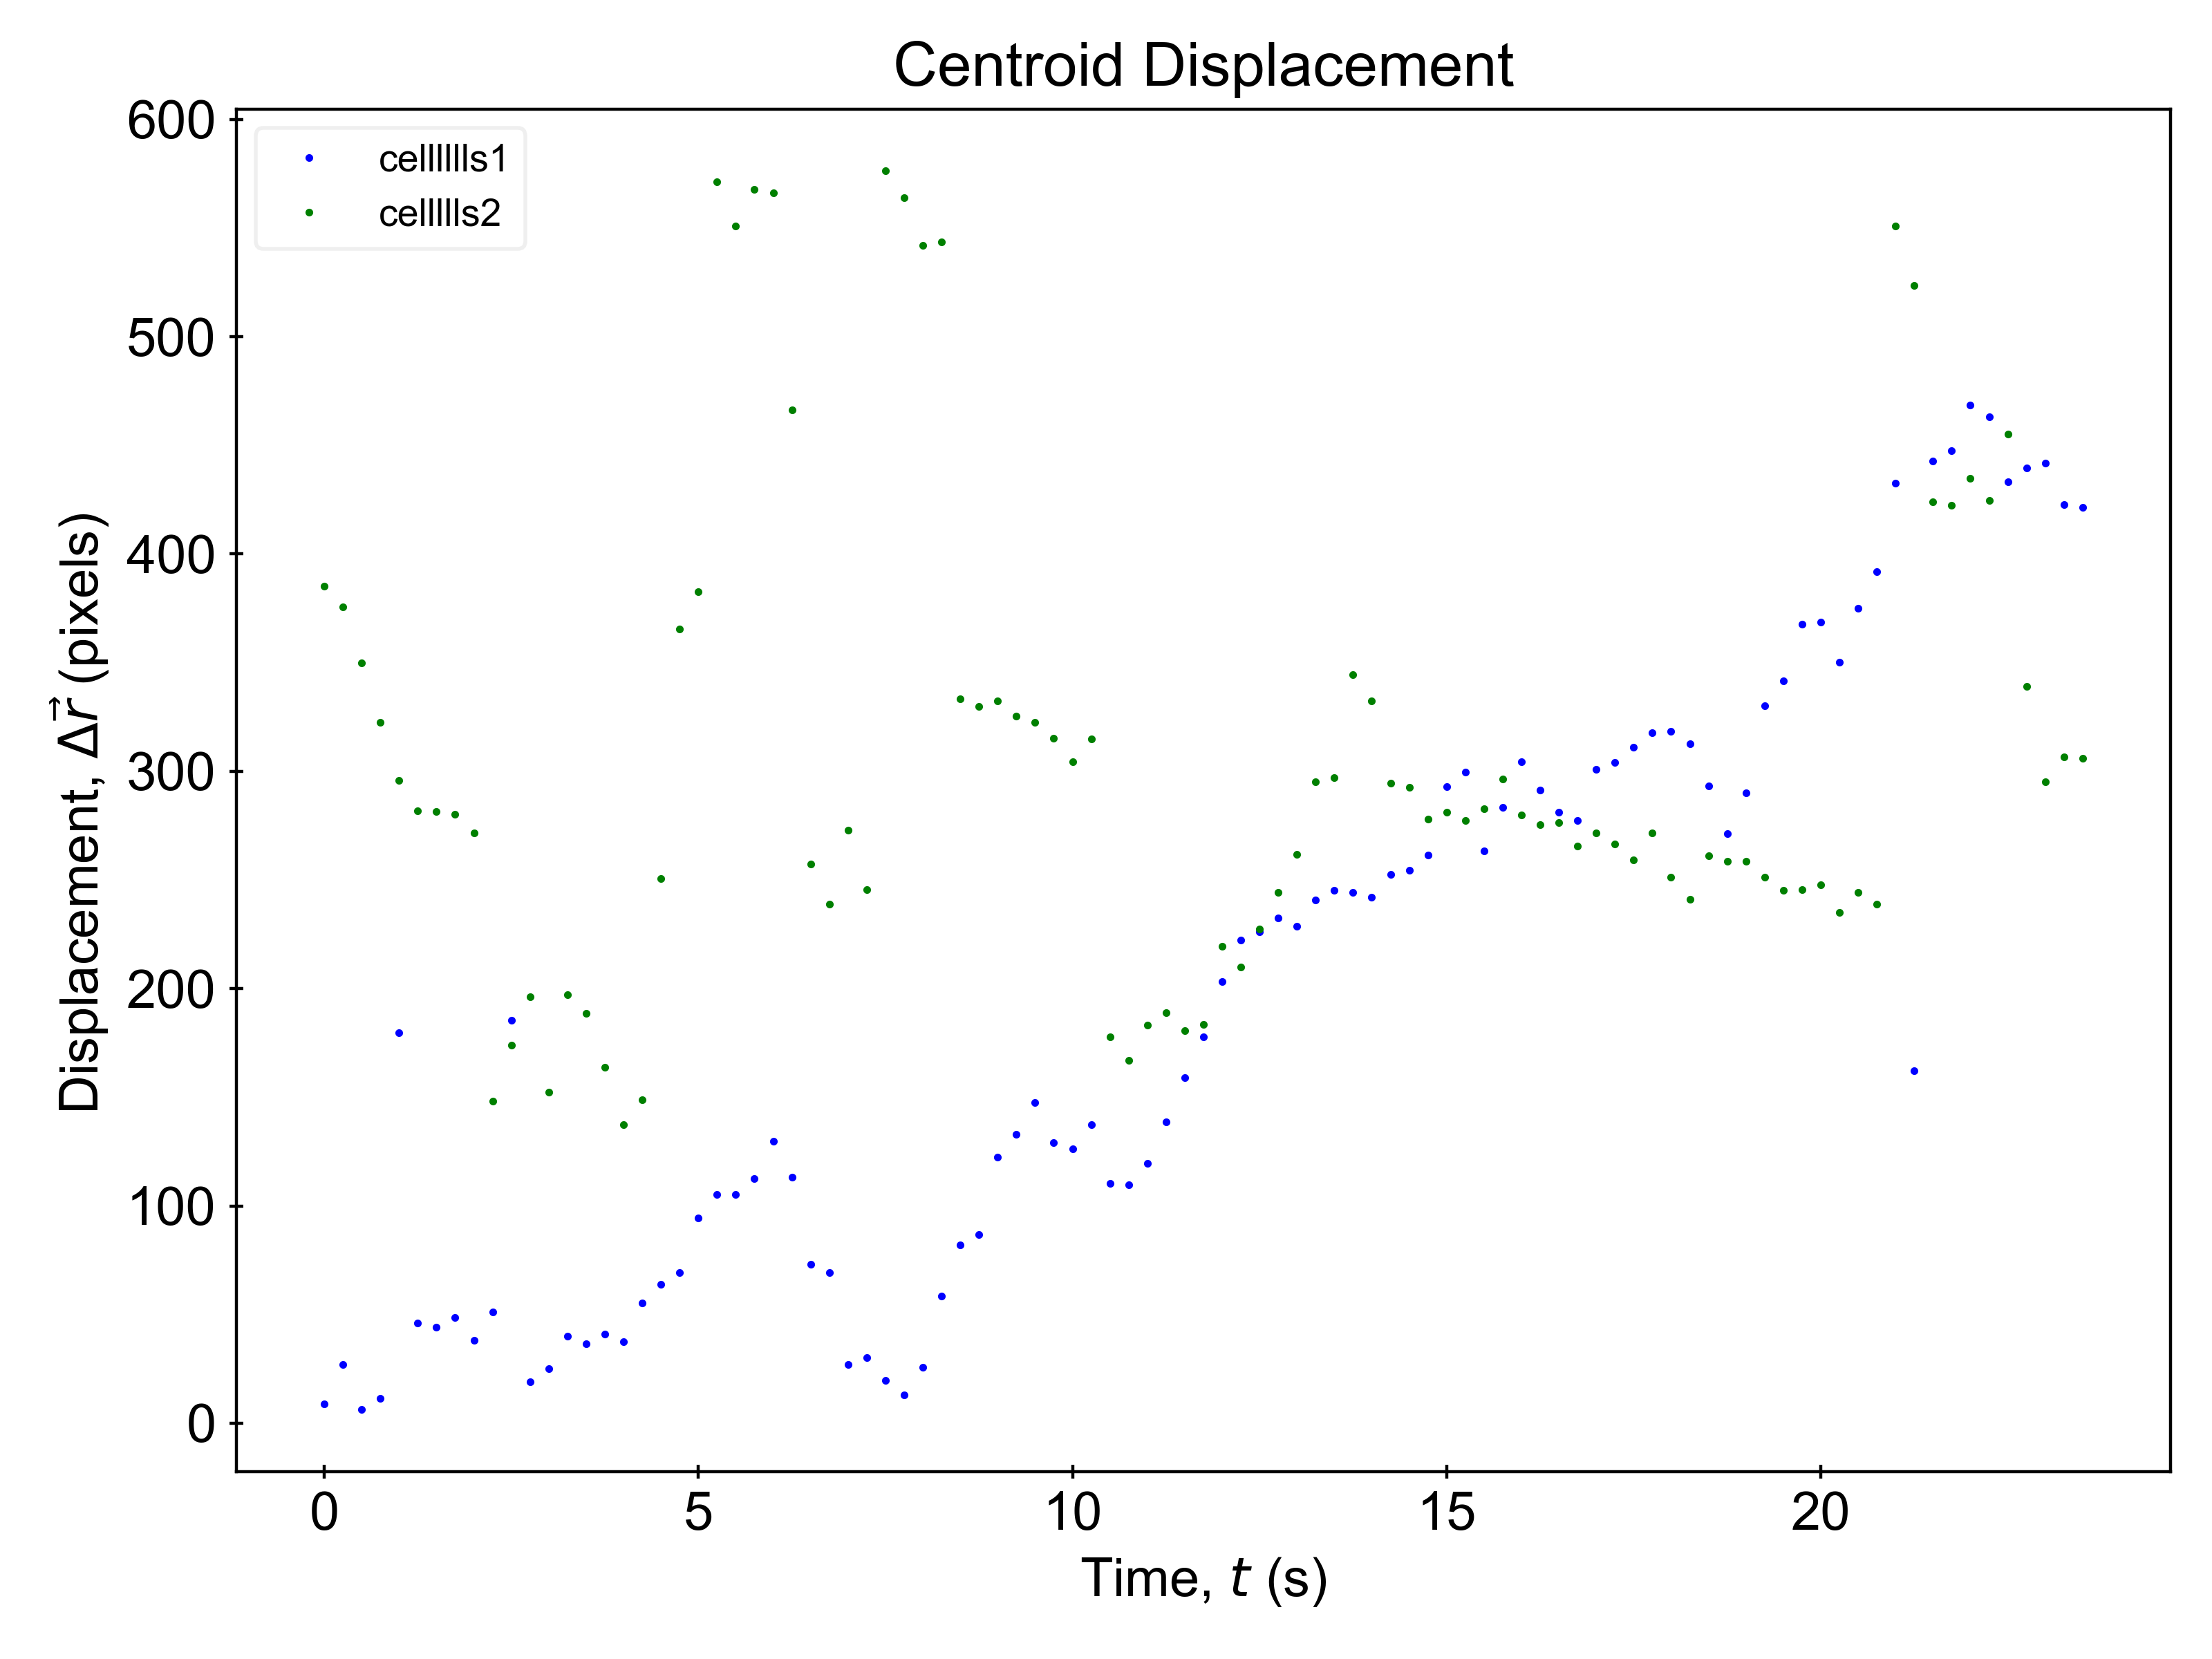 Centroid Displacement
600
500
400
300
200
100
0
Displacement, Δr⃗ (pixels)
cellllllls1
celllllls2
0 5 10 15 20
Time, t (s)